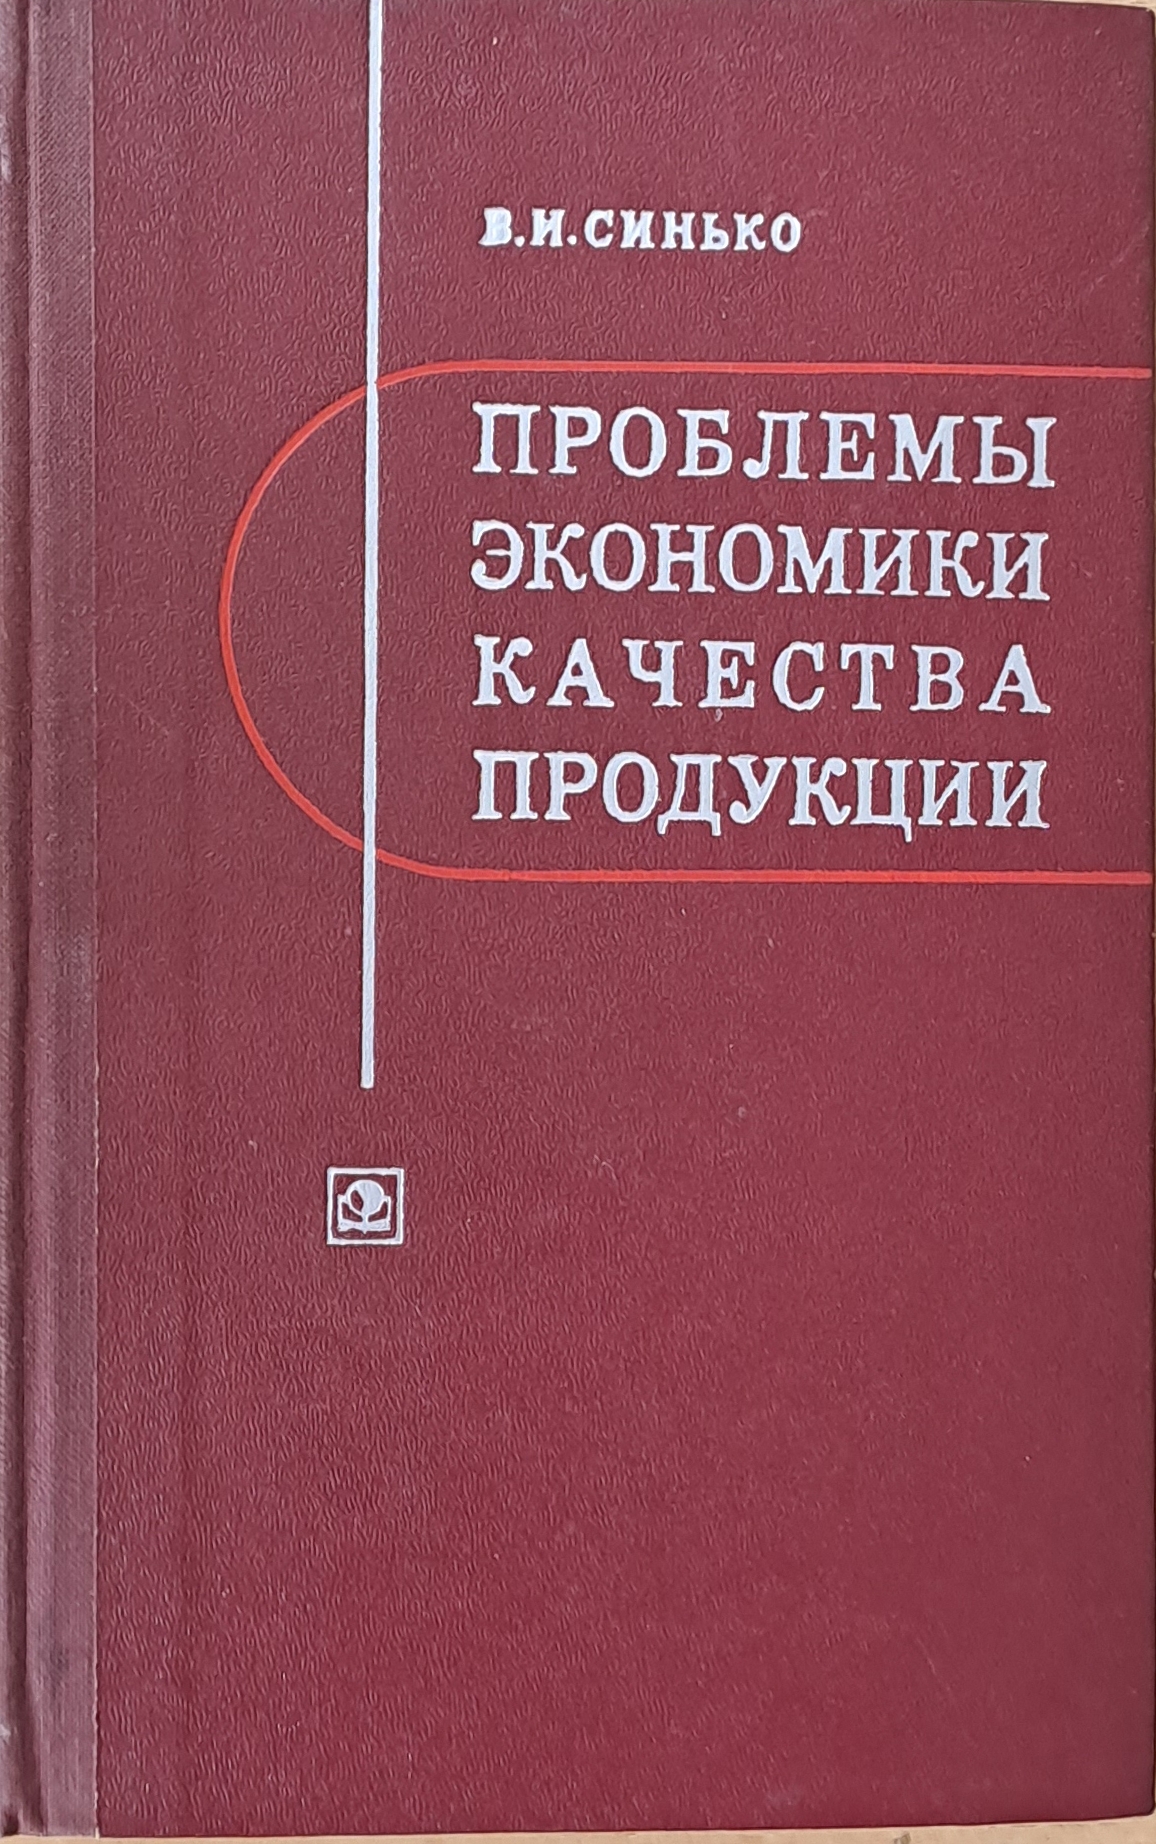 В.И.СИНЬКО
ПРОБЛЕМЫ
ЭКОНОМИКИ
КАЧЕСТВА
ПРОДУКЦИИ